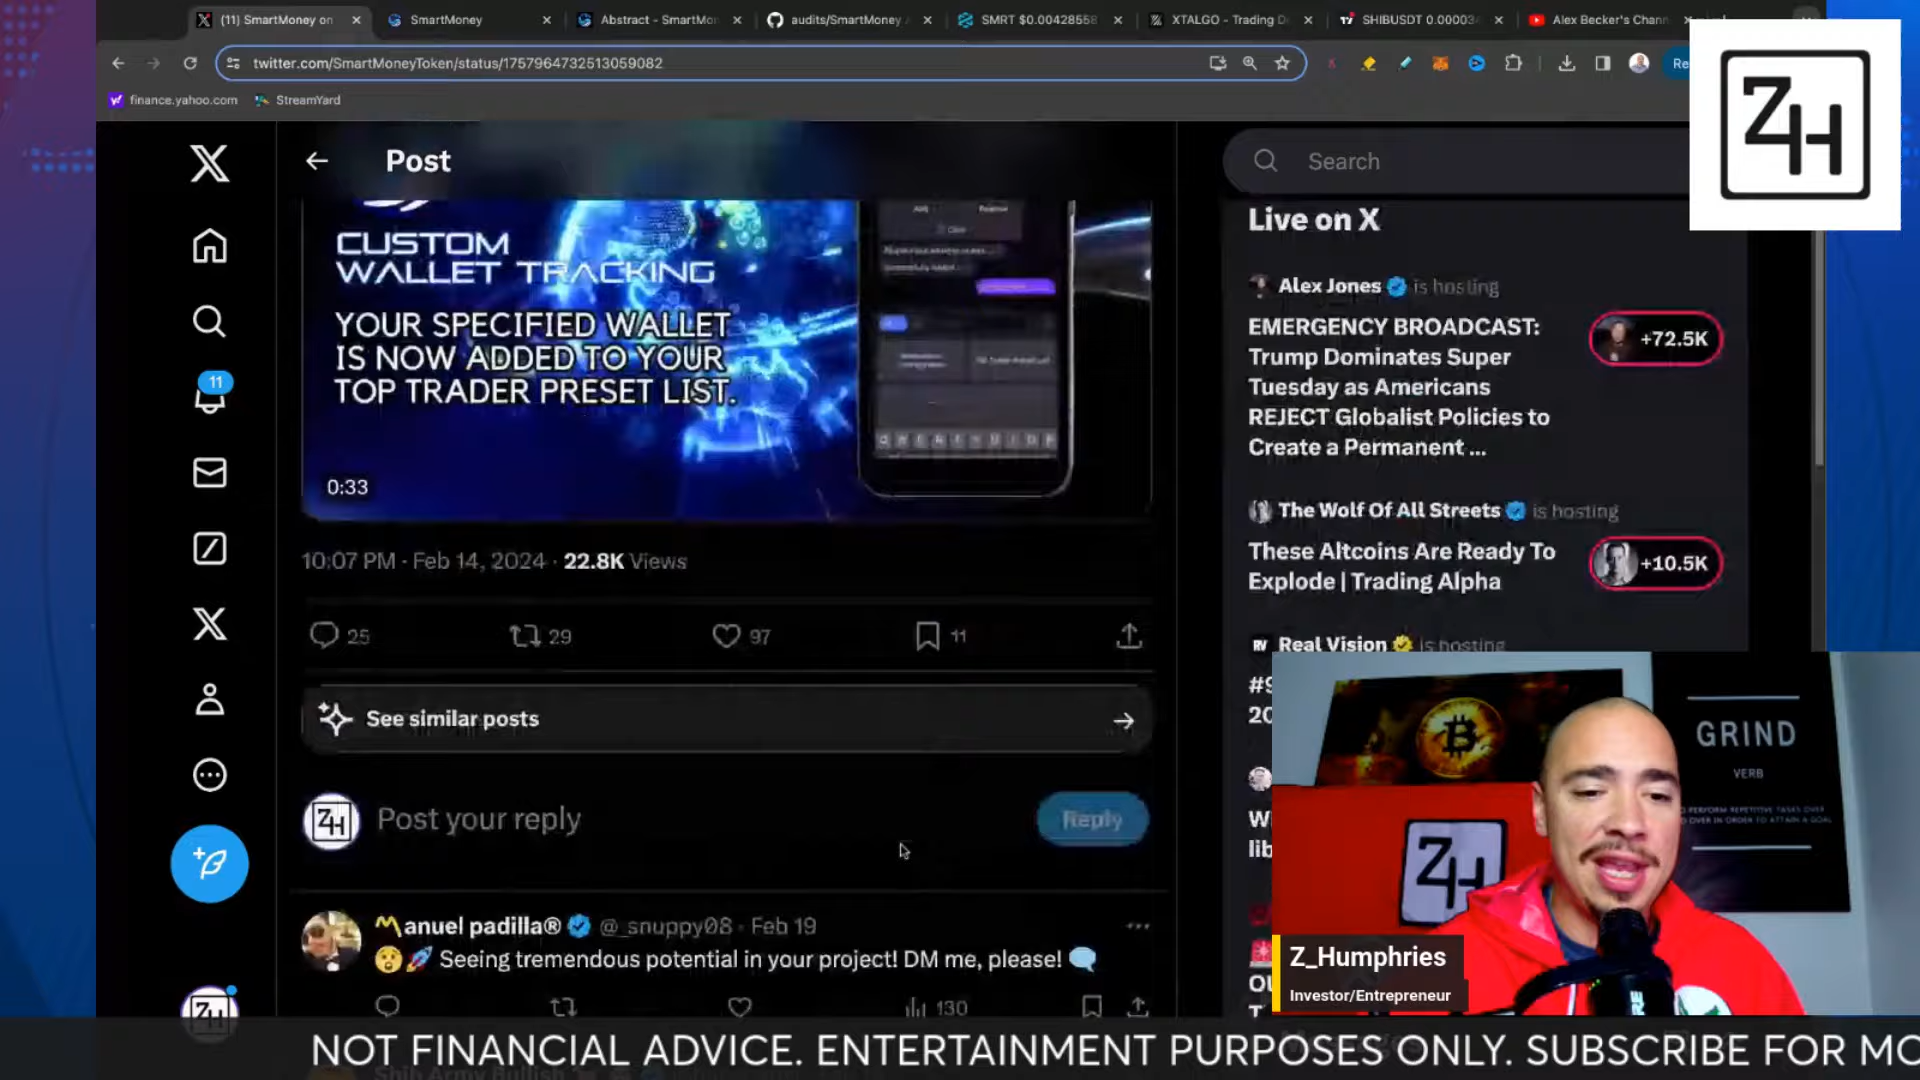 (11) SmartMoney on
SmartMoney
Abstract - SmartMon
audits/SmartMoney
SMRT $0.00428558
XTALGO - Trading D
SHIBUSDT 0.00003
Alex Becker's Chann
twitter.com/SmartMoneyToken/status/1757964732513059082
finance.yahoo.com
StreamYard
ZH
Post
Search
CUSTOM
WALLET TRACKING
YOUR SPECIFIED WALLET
IS NOW ADDED TO YOUR
TOP TRADER PRESET LIST.
0:33
10:07 PM · Feb 14, 2024 · 22.8K Views
25
29
97
11
See similar posts
ZH
Post your reply
Reply
anuel padilla® @_snuppy08 · Feb 19
Seeing tremendous potential in your project! DM me, please!
130
11
ZH
Live on X
Alex Jones is hosting
EMERGENCY BROADCAST:
Trump Dominates Super
Tuesday as Americans
REJECT Globalist Policies to
Create a Permanent ...
+72.5K
The Wolf Of All Streets is hosting
These Altcoins Are Ready To
Explode | Trading Alpha
+10.5K
Real Vision is hosting
GRIND
VERB
ZH
Z_Humphries
Investor/Entrepreneur
NOT FINANCIAL ADVICE. ENTERTAINMENT PURPOSES ONLY. SUBSCRIBE FOR MO